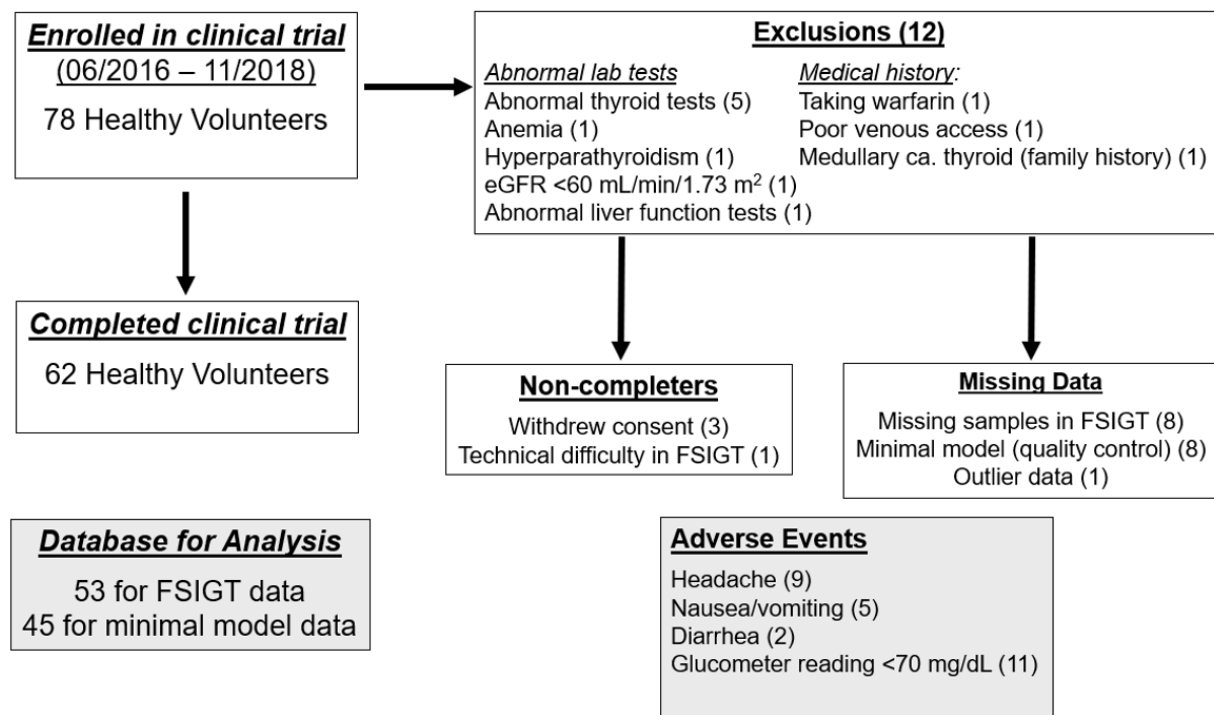 Enrolled in clinical trial
(06/2016 – 11/2018)
78 Healthy Volunteers
Exclusions (12)
Abnormal lab tests
Abnormal thyroid tests (5)
Anemia (1)
Hyperparathyroidism (1)
eGFR <60 mL/min/1.73 m² (1)
Abnormal liver function tests (1)
Medical history:
Taking warfarin (1)
Poor venous access (1)
Medullary ca. thyroid (family history) (1)
Completed clinical trial
62 Healthy Volunteers
Non-completers
Withdrew consent (3)
Technical difficulty in FSIGT (1)
Missing Data
Missing samples in FSIGT (8)
Minimal model (quality control) (8)
Outlier data (1)
Database for Analysis
53 for FSIGT data
45 for minimal model data
Adverse Events
Headache (9)
Nausea/vomiting (5)
Diarrhea (2)
Glucometer reading <70 mg/dL (11)